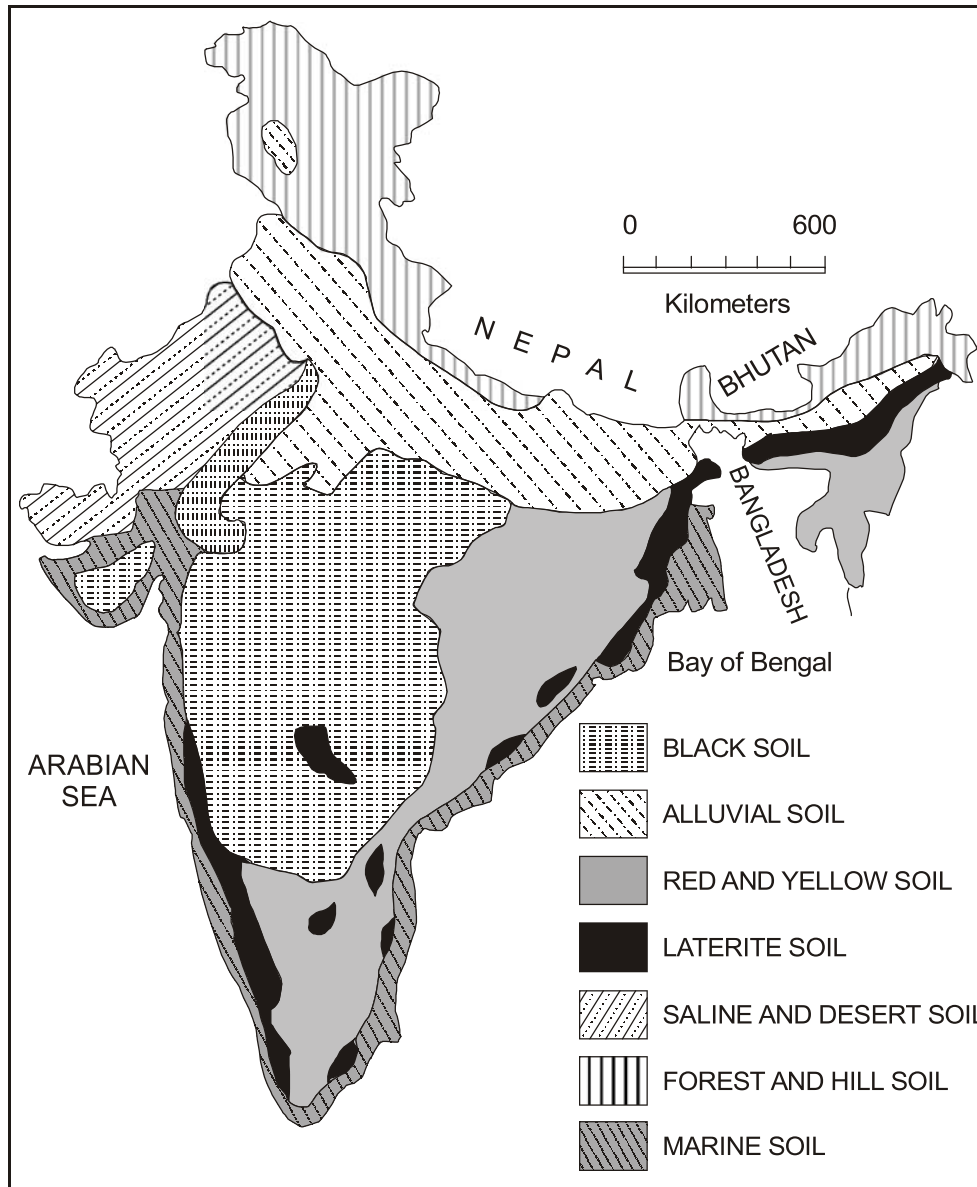 0 600
Kilometers
NEPAL
BHUTAN
BANGLADESH
Bay of Bengal
ARABIAN
SEA
BLACK SOIL
ALLUVIAL SOIL
RED AND YELLOW SOIL
LATERITE SOIL
SALINE AND DESERT SOIL
FOREST AND HILL SOIL
MARINE SOIL